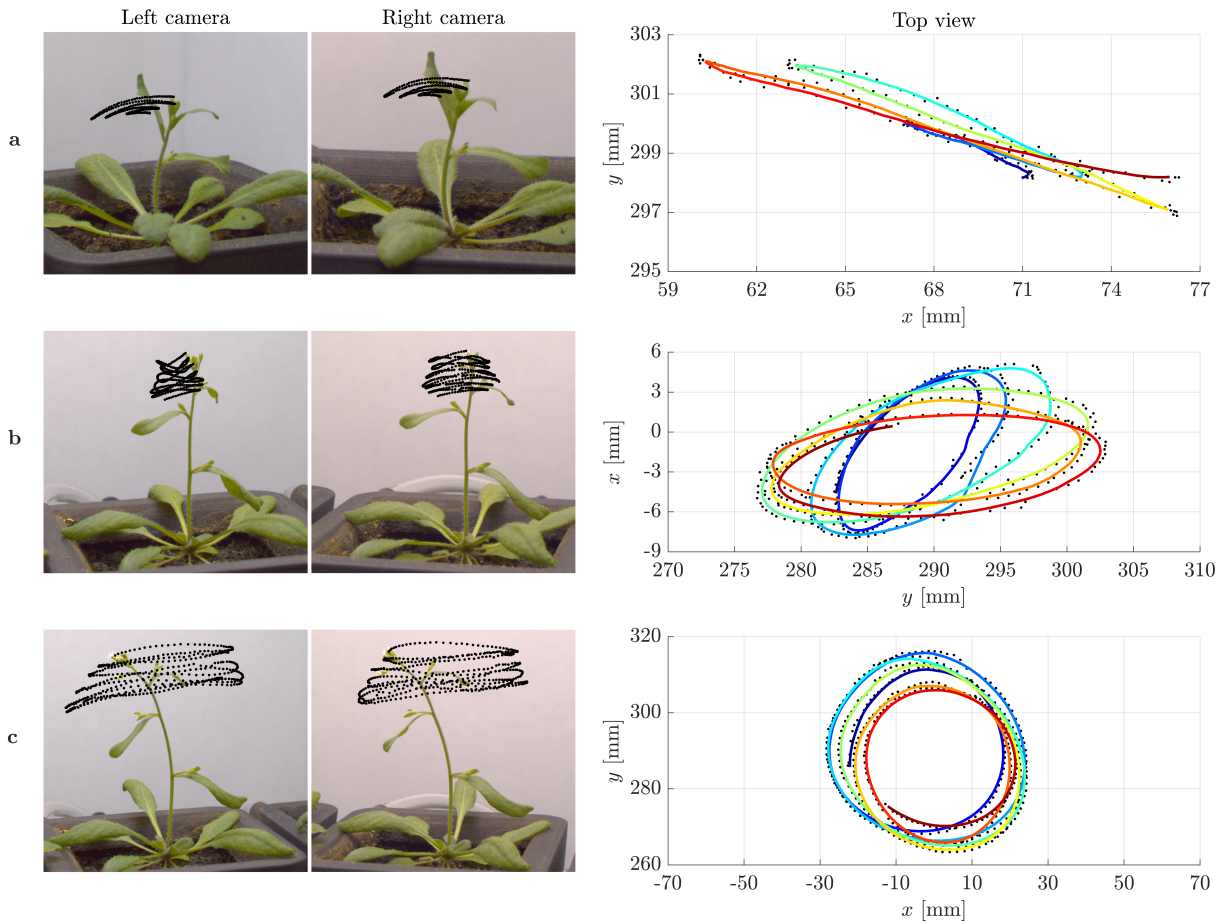 Left camera
Right camera
Top view
a
303
301
299
297
295
y [mm]
59 62 65 68 71 74 77
x [mm]
b
6
3
0
-3
-6
-9
x [mm]
270 275 280 285 290 295 300 305 310
y [mm]
c
320
300
280
260
y [mm]
-70 -50 -30 -10 10 30 50 70
x [mm]